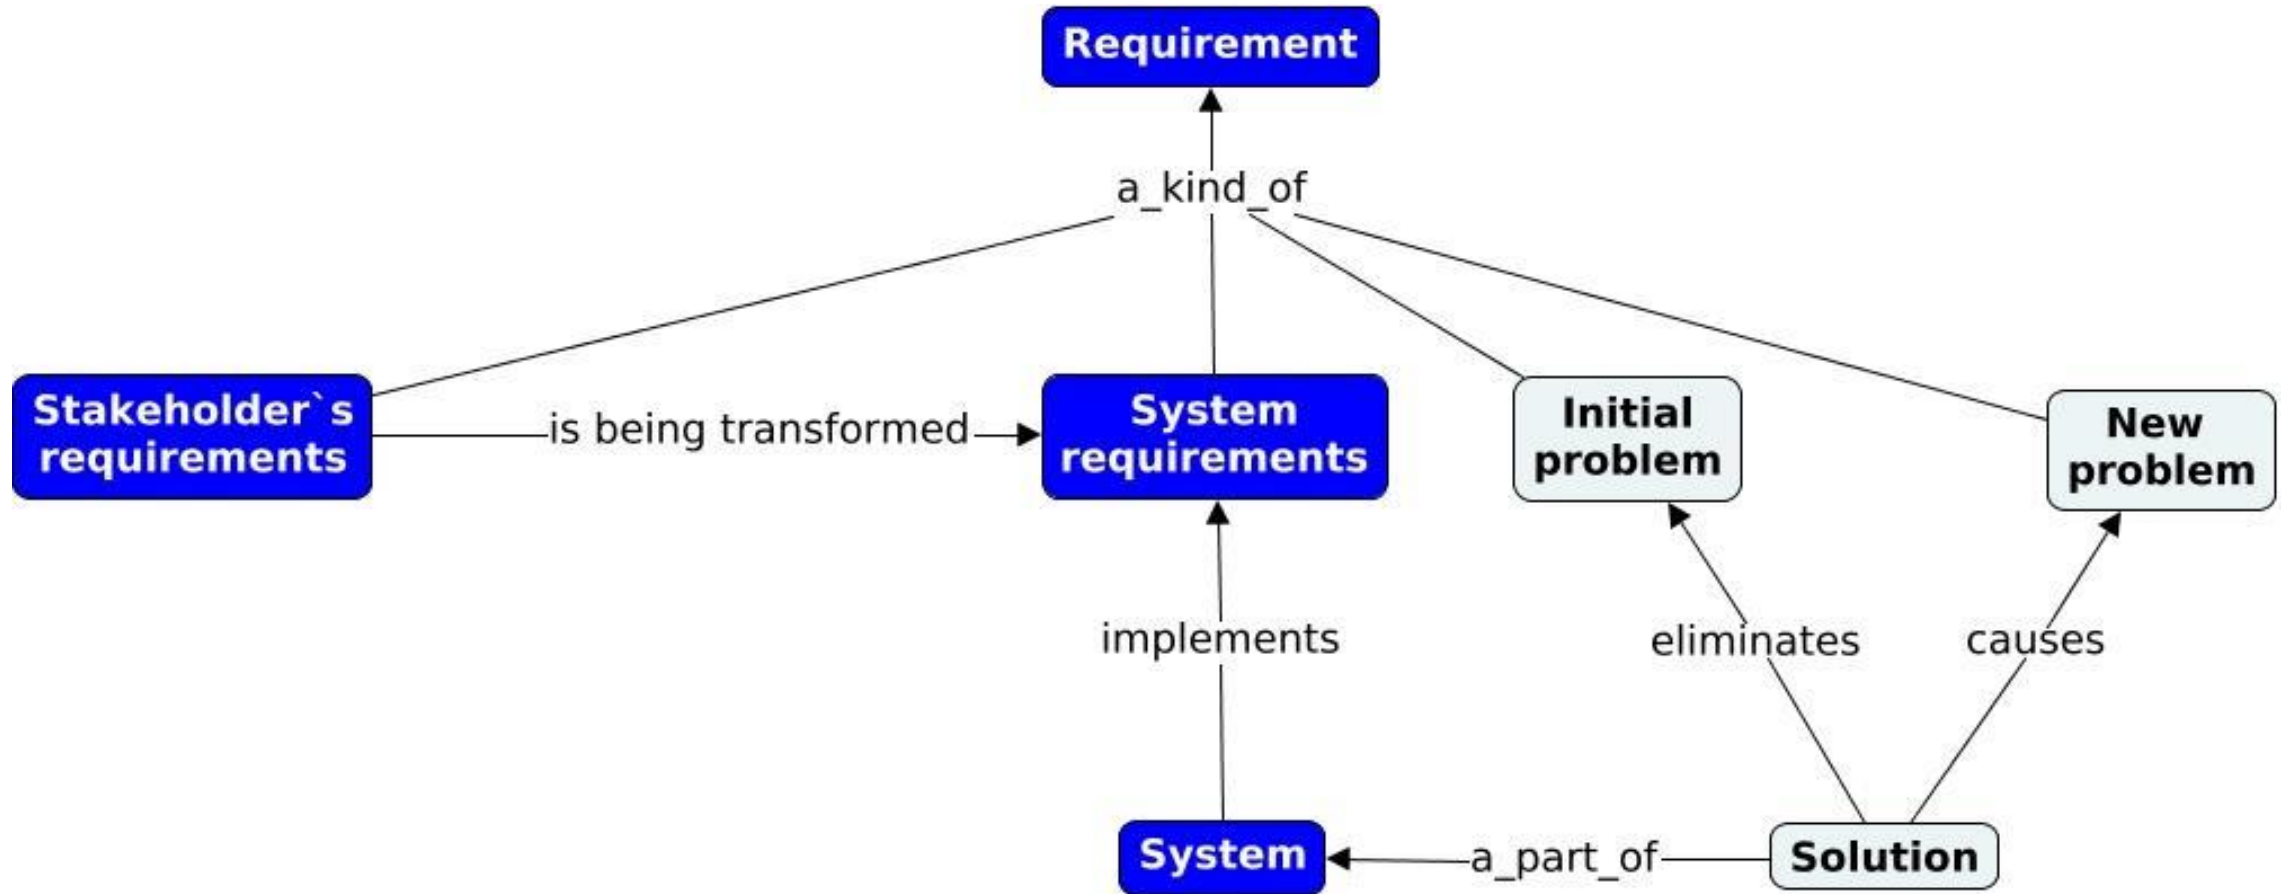 Requirement
a_kind_of
Stakeholder`s
requirements
is being transformed
System
requirements
Initial
problem
New
problem
implements
eliminates
causes
System
a_part_of
Solution